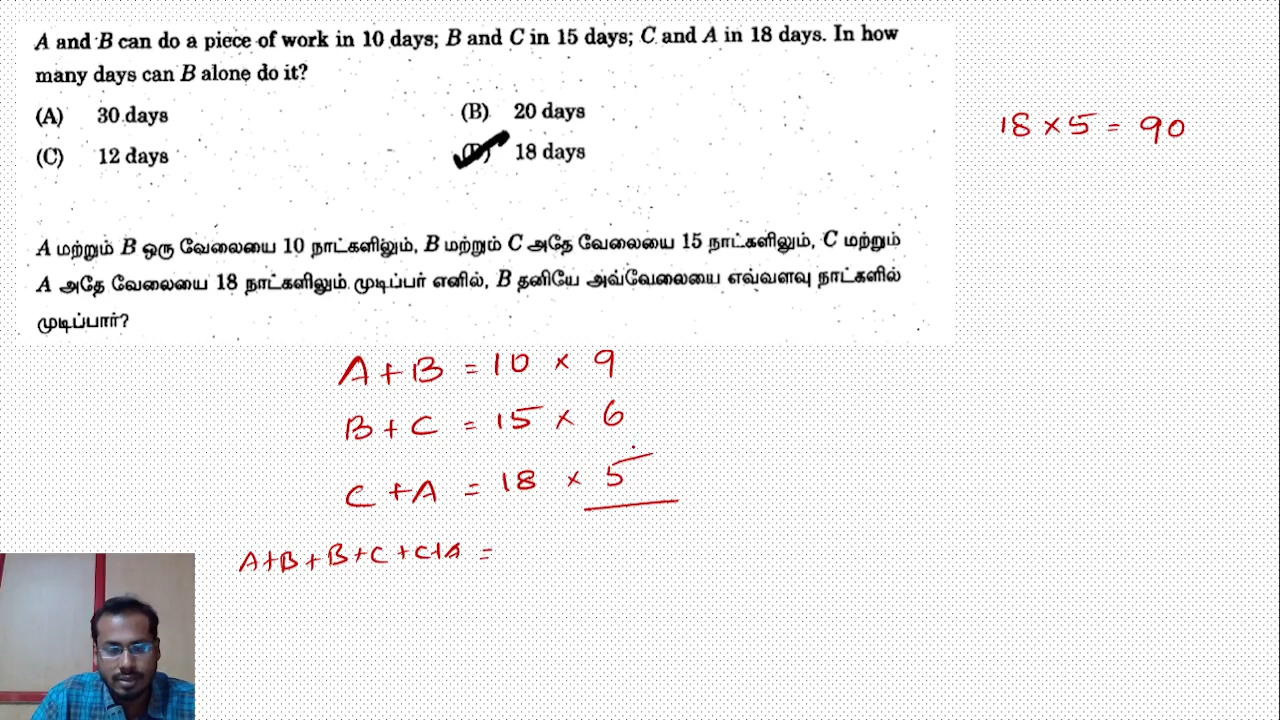 A and B can do a piece of work in 10 days; B and C in 15 days; C and A in 18 days. In how
many days can B alone do it?
(A) 30 days (B) 20 days
(C) 12 days 18 days
A மற்றும் B ஒரு வேலையை 10 நாட்களிலும், B மற்றும் C அதே வேலையை 15 நாட்களிலும், C மற்றும்
A அதே வேலையை 18 நாட்களிலும் முடிப்பர் எனில், B தனியே அவ்வேலையை எவ்வளவு நாட்களில்
முடிப்பார்?
18 × 5 = 90
A + B = 10 × 9
B + C = 15 × 6
C + A = 18 × 5
A+B+B+C+C+A =